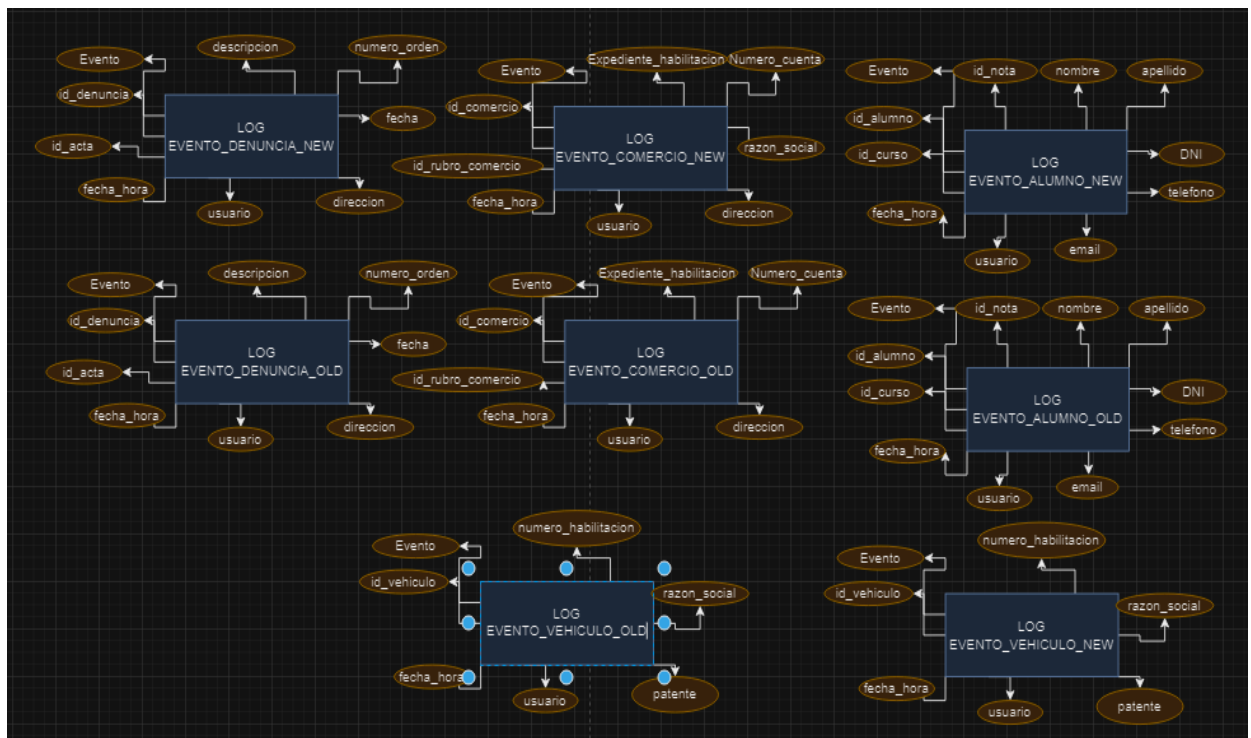 descripcion
numero_orden
Evento
id_denuncia
LOG
EVENTO_DENUNCIA_NEW
fecha
id_acta
fecha_hora
usuario
direccion
Expediente_habilitacion
Numero_cuenta
Evento
id_comercio
LOG
EVENTO_COMERCIO_NEW
razon_social
id_rubro_comercio
fecha_hora
usuario
direccion
Evento
id_nota
nombre
apellido
id_alumno
id_curso
LOG
EVENTO_ALUMNO_NEW
DNI
telefono
fecha_hora
usuario
email
descripcion
numero_orden
Evento
id_denuncia
LOG
EVENTO_DENUNCIA_OLD
fecha
id_acta
fecha_hora
usuario
direccion
Expediente_habilitacion
Numero_cuenta
Evento
id_comercio
LOG
EVENTO_COMERCIO_OLD
id_rubro_comercio
fecha_hora
usuario
direccion
Evento
id_nota
nombre
apellido
id_alumno
id_curso
LOG
EVENTO_ALUMNO_OLD
DNI
telefono
fecha_hora
usuario
email
numero_habilitacion
Evento
id_vehiculo
razon_social
LOG
EVENTO_VEHICULO_OLD
fecha_hora
usuario
patente
numero_habilitacion
Evento
id_vehiculo
razon_social
LOG
EVENTO_VEHICULO_NEW
fecha_hora
usuario
patente